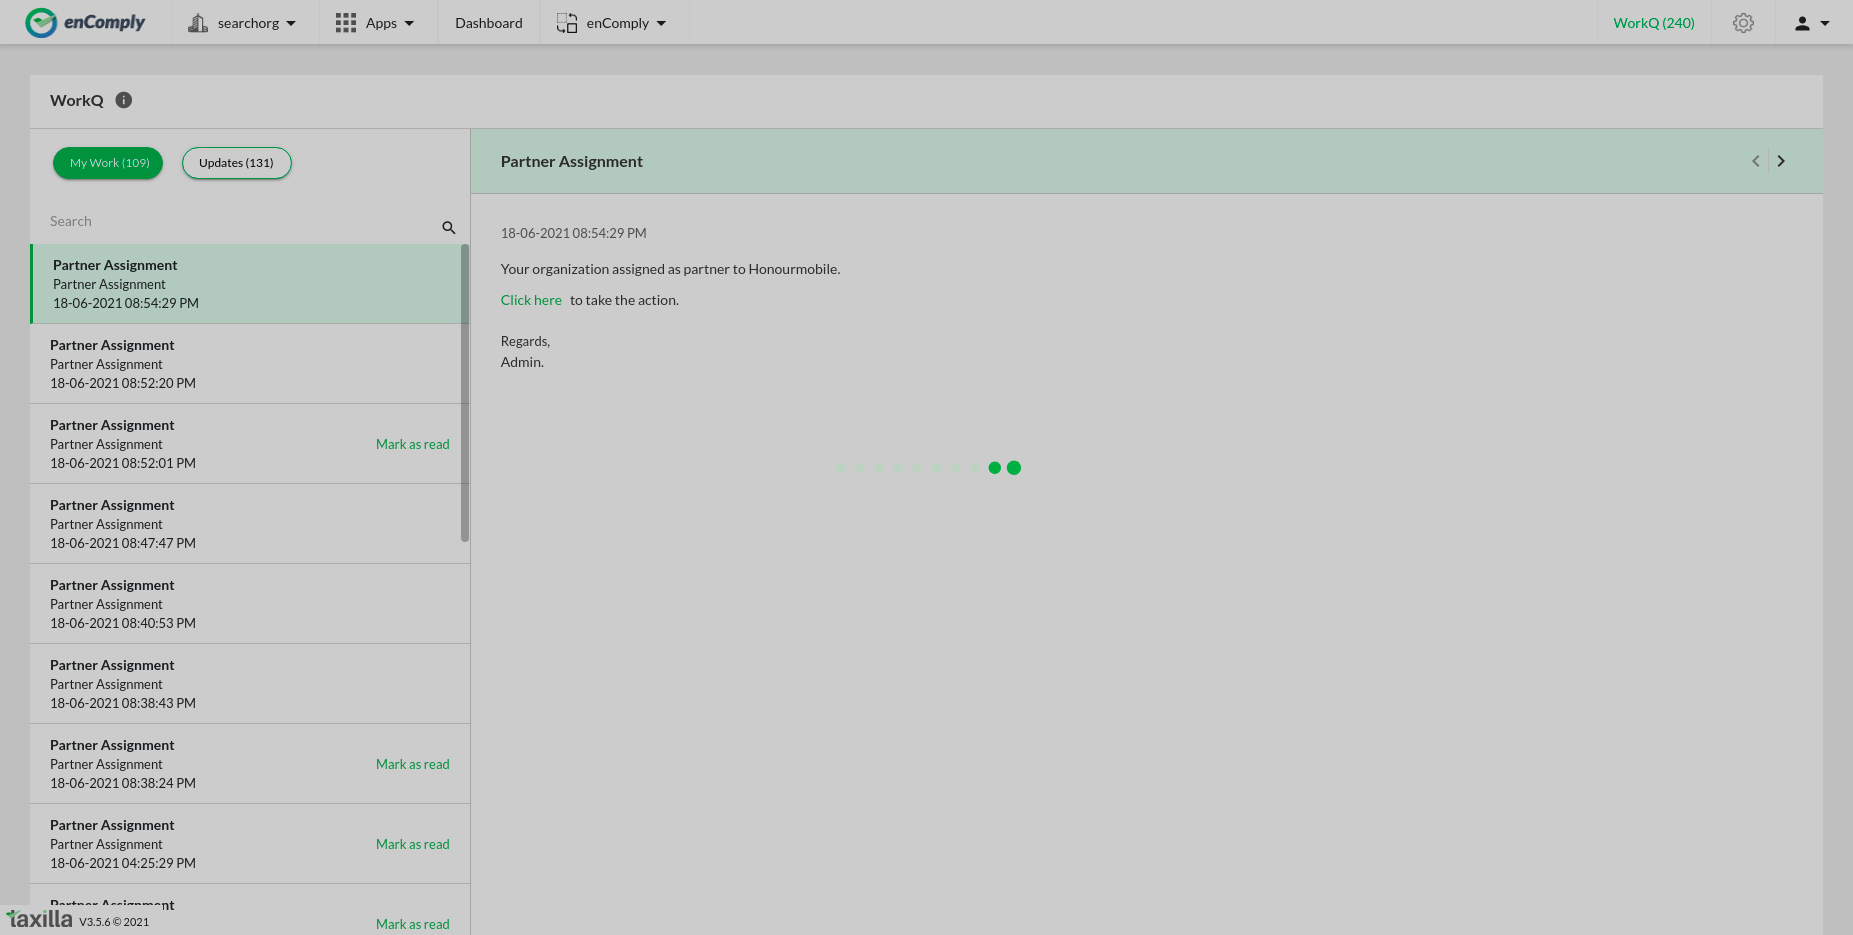 enComply
searchorg
Apps
Dashboard
enComply
WorkQ (240)
WorkQ
My Work (109)
Updates (131)
Search
Partner Assignment
Partner Assignment
18-06-2021 08:54:29 PM
Partner Assignment
Partner Assignment
18-06-2021 08:52:20 PM
Partner Assignment
Partner Assignment
Mark as read
18-06-2021 08:52:01 PM
Partner Assignment
Partner Assignment
18-06-2021 08:47:47 PM
Partner Assignment
Partner Assignment
18-06-2021 08:40:53 PM
Partner Assignment
Partner Assignment
18-06-2021 08:38:43 PM
Partner Assignment
Partner Assignment
Mark as read
18-06-2021 08:38:24 PM
Partner Assignment
Partner Assignment
Mark as read
18-06-2021 04:25:29 PM
Partner Assignment
Mark as read
taxilla V3.5.6 © 2021
Partner Assignment
18-06-2021 08:54:29 PM
Your organization assigned as partner to Honourmobile.
Click here to take the action.
Regards,
Admin.